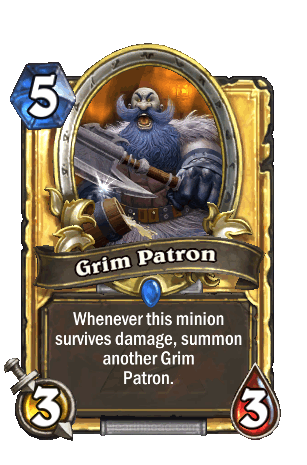 5
Grim Patron
Whenever this minion
survives damage, summon
another Grim
Patron.
3
3